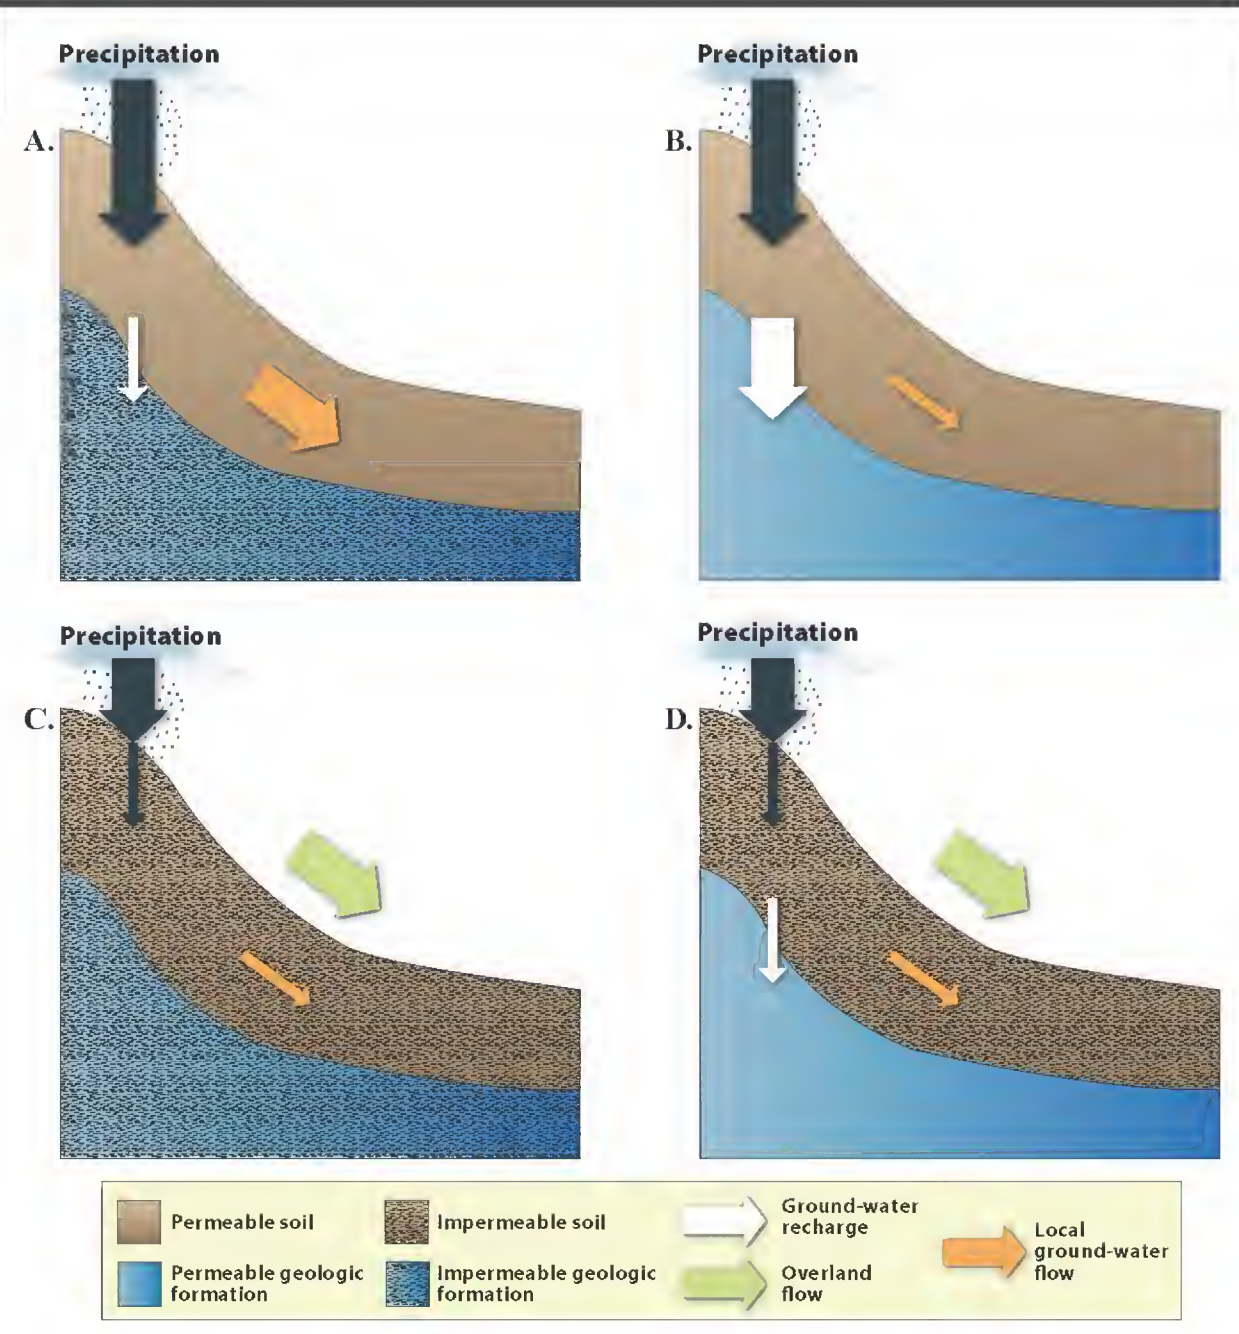 Precipitation
Precipitation
A.
B.
Precipitation
Precipitation
C.
D.
Permeable soil
Impermeable soil
Ground-water
recharge
Local
ground-water
flow
Permeable geologic
formation
Impermeable geologic
formation
Overland
flow